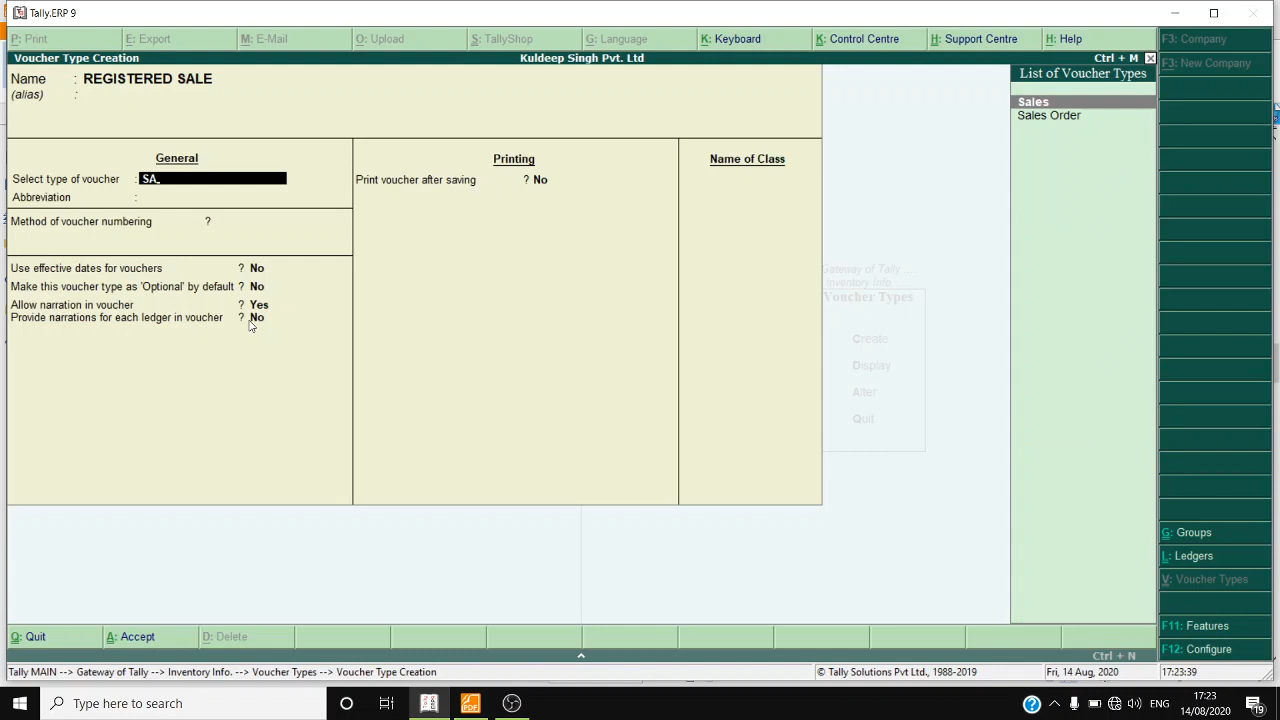 Tally.ERP 9
P: Print
E: Export
M: E-Mail
O: Upload
S: TallyShop
G: Language
K: Keyboard
K: Control Centre
H: Support Centre
H: Help
F3: Company
Voucher Type Creation
Kuldeep Singh Pvt. Ltd
Ctrl + M
F3: New Company
Name : REGISTERED SALE
(alias) :
List of Voucher Types
Sales
Sales Order
General
Select type of voucher : SA
Abbreviation :
Method of voucher numbering ?
Use effective dates for vouchers ? No
Make this voucher type as 'Optional' by default ? No
Allow narration in voucher ? Yes
Provide narrations for each ledger in voucher ? No
Printing
Print voucher after saving ? No
Name of Class
Gateway of Tally ...
Inventory Info. ...
Voucher Types
Create
Display
Alter
Quit
G: Groups
L: Ledgers
V: Voucher Types
F11: Features
F12: Configure
Q: Quit
A: Accept
D: Delete
Ctrl + N
Tally MAIN --> Gateway of Tally --> Inventory Info. --> Voucher Types --> Voucher Type Creation
© Tally Solutions Pvt Ltd., 1988-2019
Fri, 14 Aug, 2020
17:23:39
Type here to search
PDF
17:23
14/08/2020
19